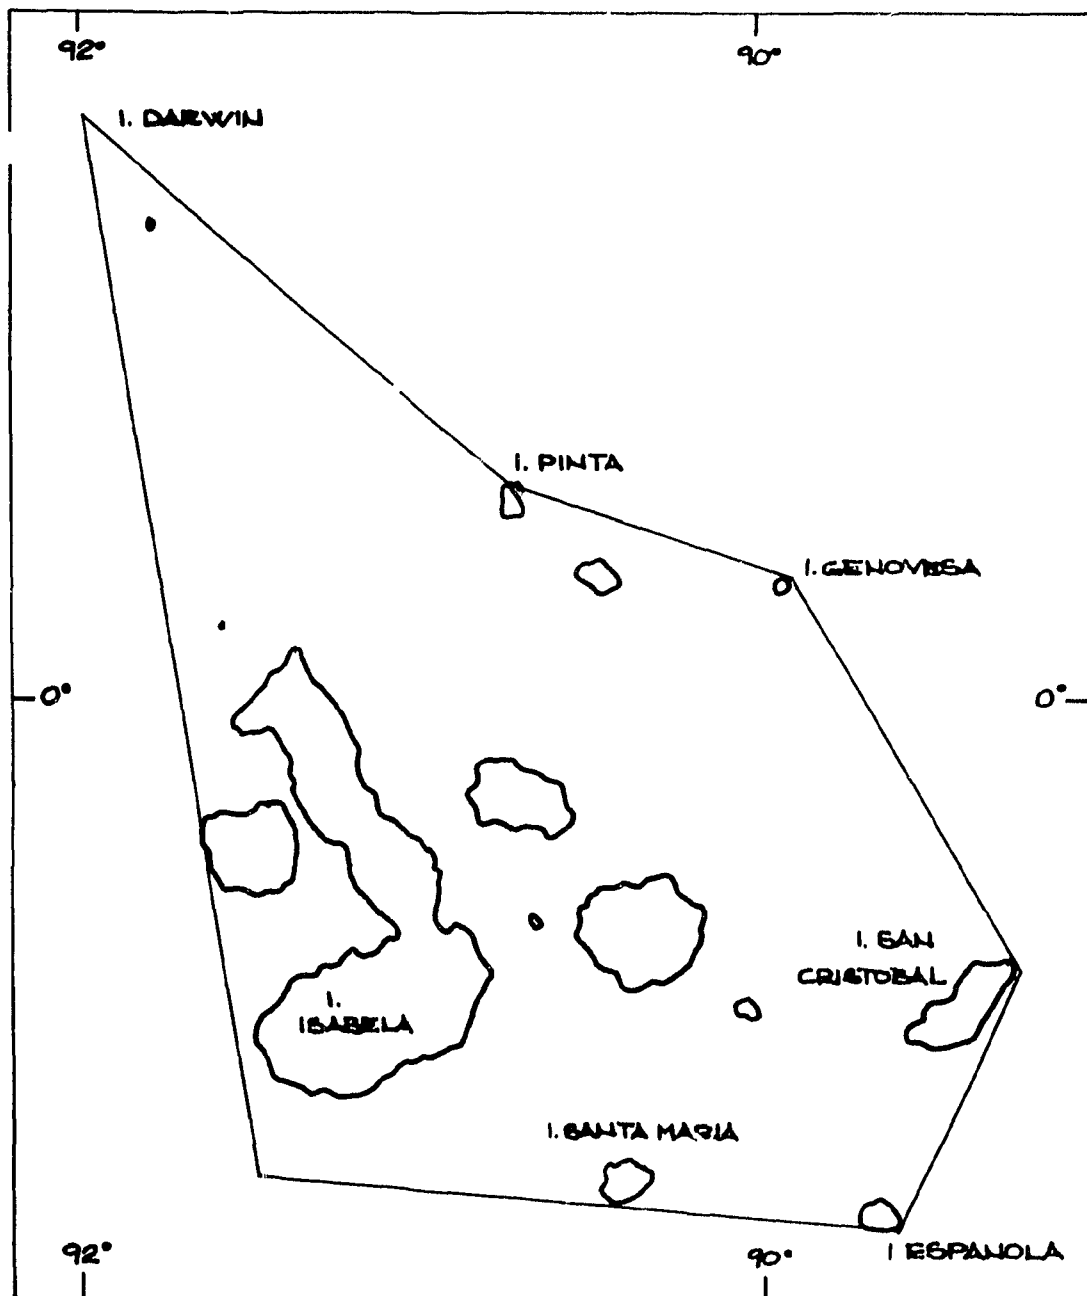 92° 90°
I. DARWIN
I. PINTA
I. GENOVESA
0° 0°
I. SAN
CRISTOBAL
I.
ISABELA
I. SANTA MARIA
92° 90°
I ESPANOLA